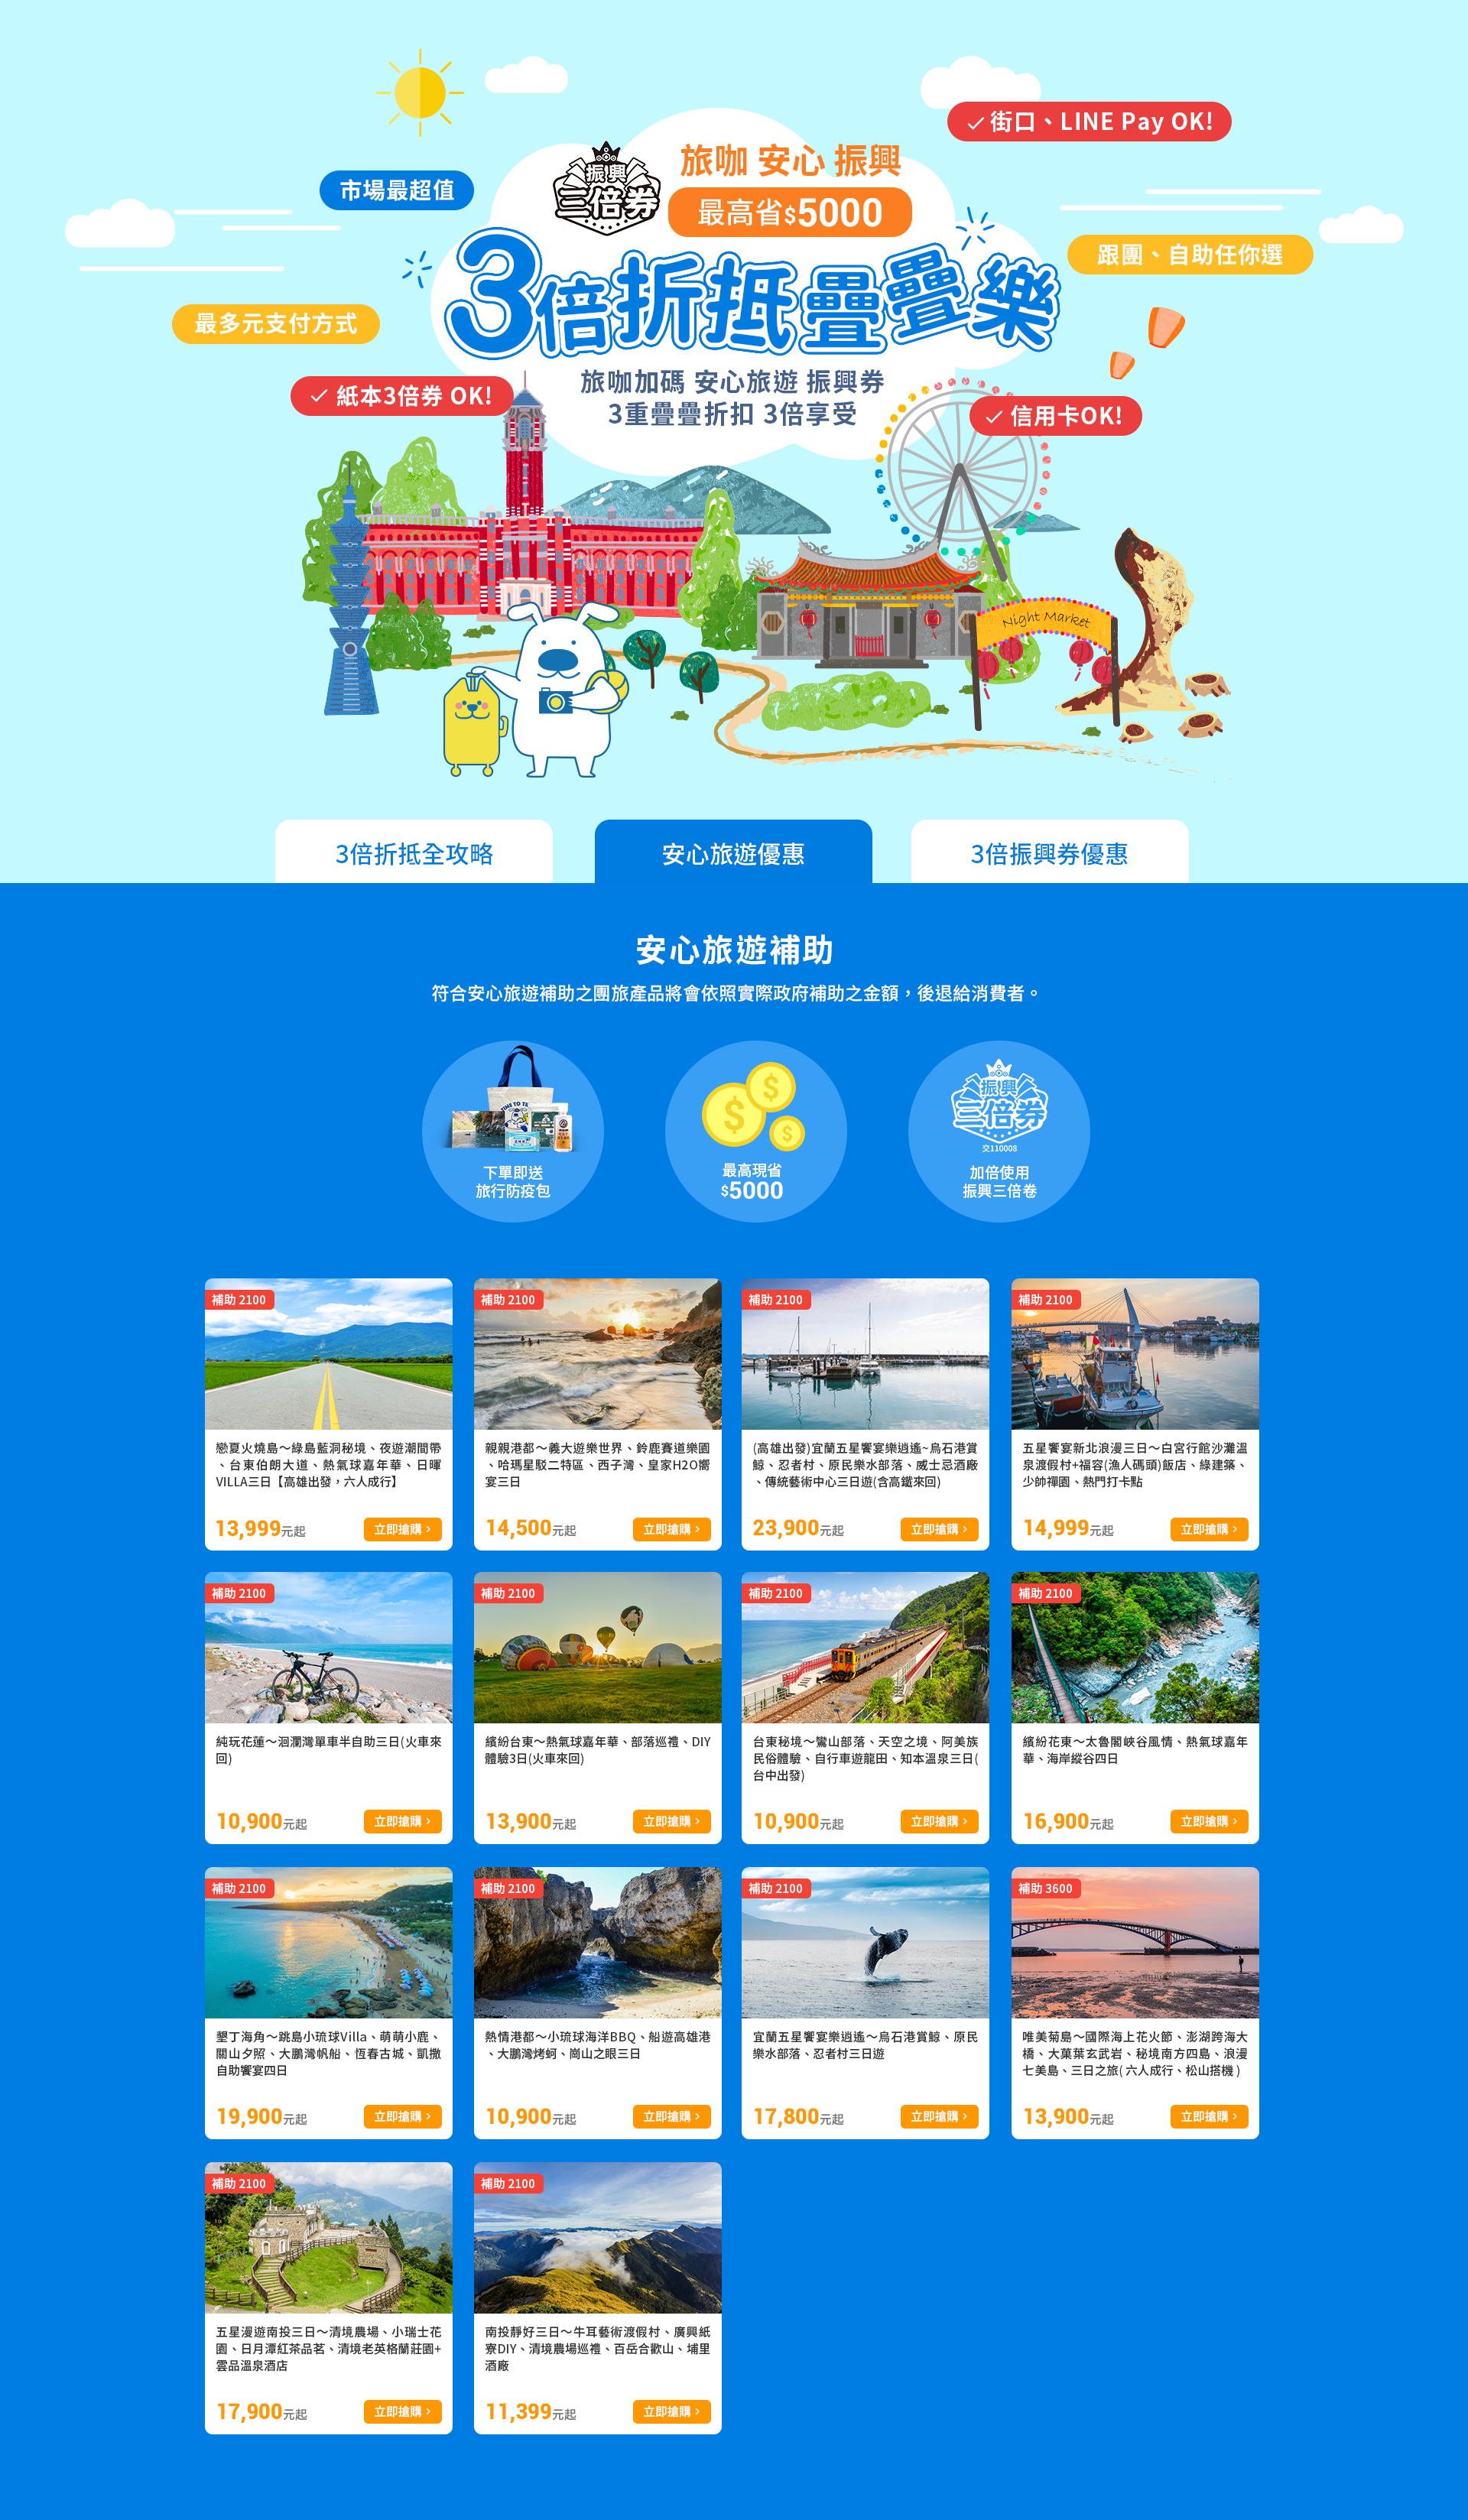 街口、LINE Pay OK!
旅咖 安心 振興
振興
三倍券
市場最超值
最高省$5000
跟團、自助任你選
3倍折抵疊疊樂
最多元支付方式
旅咖加碼 安心旅遊 振興券
紙本3倍券 OK!
3重疊疊折扣 3倍享受
信用卡OK!
Night Market
3倍折抵全攻略
安心旅遊優惠
3倍振興券優惠
安心旅遊補助
符合安心旅遊補助之團旅產品將會依照實際政府補助之金額，後退給消費者。
下單即送
旅行防疫包
最高現省
$5000
振興
三倍券
交110008
加倍使用
振興三倍卷
補助 2100
戀夏火燒島～綠島藍洞秘境、夜遊潮間帶
、台東伯朗大道、熱氣球嘉年華、日暉
VILLA三日【高雄出發，六人成行】
13,999元起
立即搶購 ›
補助 2100
親親港都～義大遊樂世界、鈴鹿賽道樂園
、哈瑪星駁二特區、西子灣、皇家H2O饗
宴三日
14,500元起
立即搶購 ›
補助 2100
(高雄出發)宜蘭五星饗宴樂逍遙~烏石港賞
鯨、忍者村、原民樂水部落、威士忌酒廠
、傳統藝術中心三日遊(含高鐵來回)
23,900元起
立即搶購 ›
補助 2100
五星饗宴新北浪漫三日～白宮行館沙灘溫
泉渡假村+福容(漁人碼頭)飯店、綠建築、
少帥禪園、熱門打卡點
14,999元起
立即搶購 ›
補助 2100
純玩花蓮～洄瀾灣單車半自助三日(火車來
回)
10,900元起
立即搶購 ›
補助 2100
繽紛台東～熱氣球嘉年華、部落巡禮、DIY
體驗3日(火車來回)
13,900元起
立即搶購 ›
補助 2100
台東秘境～鸞山部落、天空之境、阿美族
民俗體驗、自行車遊龍田、知本溫泉三日(
台中出發)
10,900元起
立即搶購 ›
補助 2100
繽紛花東～太魯閣峽谷風情、熱氣球嘉年
華、海岸縱谷四日
16,900元起
立即搶購 ›
補助 2100
墾丁海角～跳島小琉球Villa、萌萌小鹿、
關山夕照、大鵬灣帆船、恆春古城、凱撒
自助饗宴四日
19,900元起
立即搶購 ›
補助 2100
熱情港都～小琉球海洋BBQ、船遊高雄港
、大鵬灣烤蚵、崗山之眼三日
10,900元起
立即搶購 ›
補助 2100
宜蘭五星饗宴樂逍遙～烏石港賞鯨、原民
樂水部落、忍者村三日遊
17,800元起
立即搶購 ›
補助 3600
唯美菊島～國際海上花火節、澎湖跨海大
橋、大菓葉玄武岩、秘境南方四島、浪漫
七美島、三日之旅( 六人成行、松山搭機 )
13,900元起
立即搶購 ›
補助 2100
五星漫遊南投三日～清境農場、小瑞士花
園、日月潭紅茶品茗、清境老英格蘭莊園+
雲品溫泉酒店
17,900元起
立即搶購 ›
補助 2100
南投靜好三日～牛耳藝術渡假村、廣興紙
寮DIY、清境農場巡禮、百岳合歡山、埔里
酒廠
11,399元起
立即搶購 ›